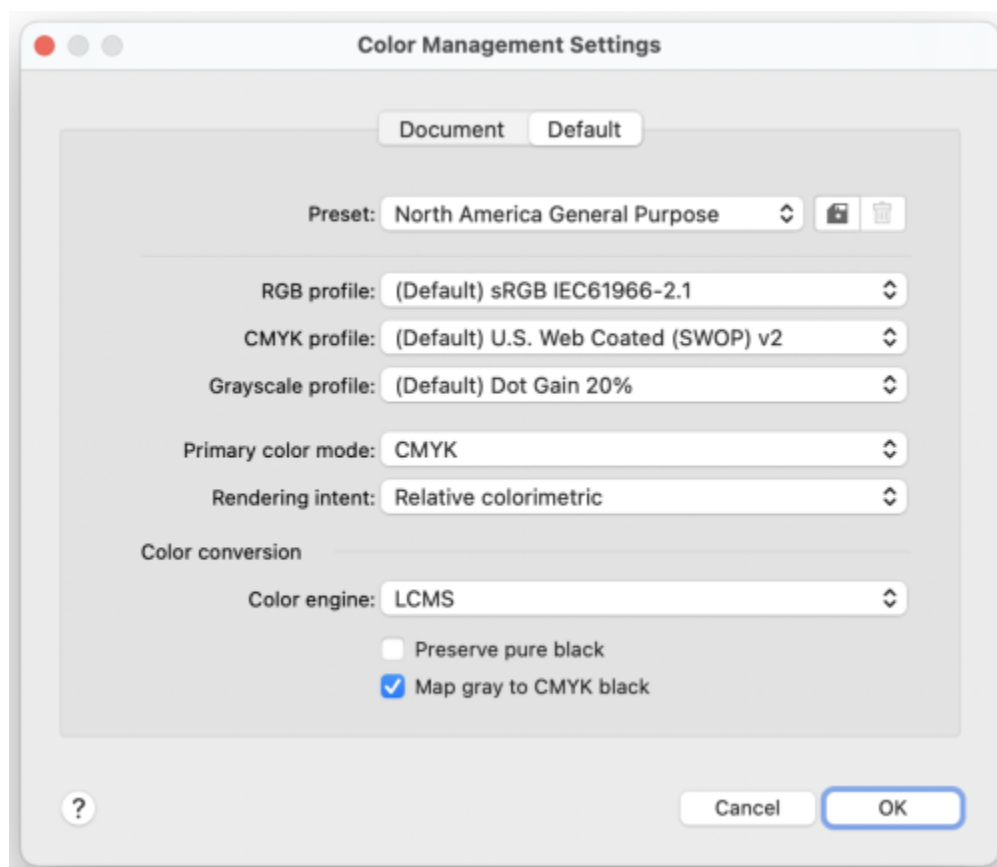 Color Management Settings
Document Default
Preset: North America General Purpose
RGB profile: (Default) sRGB IEC61966-2.1
CMYK profile: (Default) U.S. Web Coated (SWOP) v2
Grayscale profile: (Default) Dot Gain 20%
Primary color mode: CMYK
Rendering intent: Relative colorimetric
Color conversion
Color engine: LCMS
Preserve pure black
Map gray to CMYK black
? Cancel OK